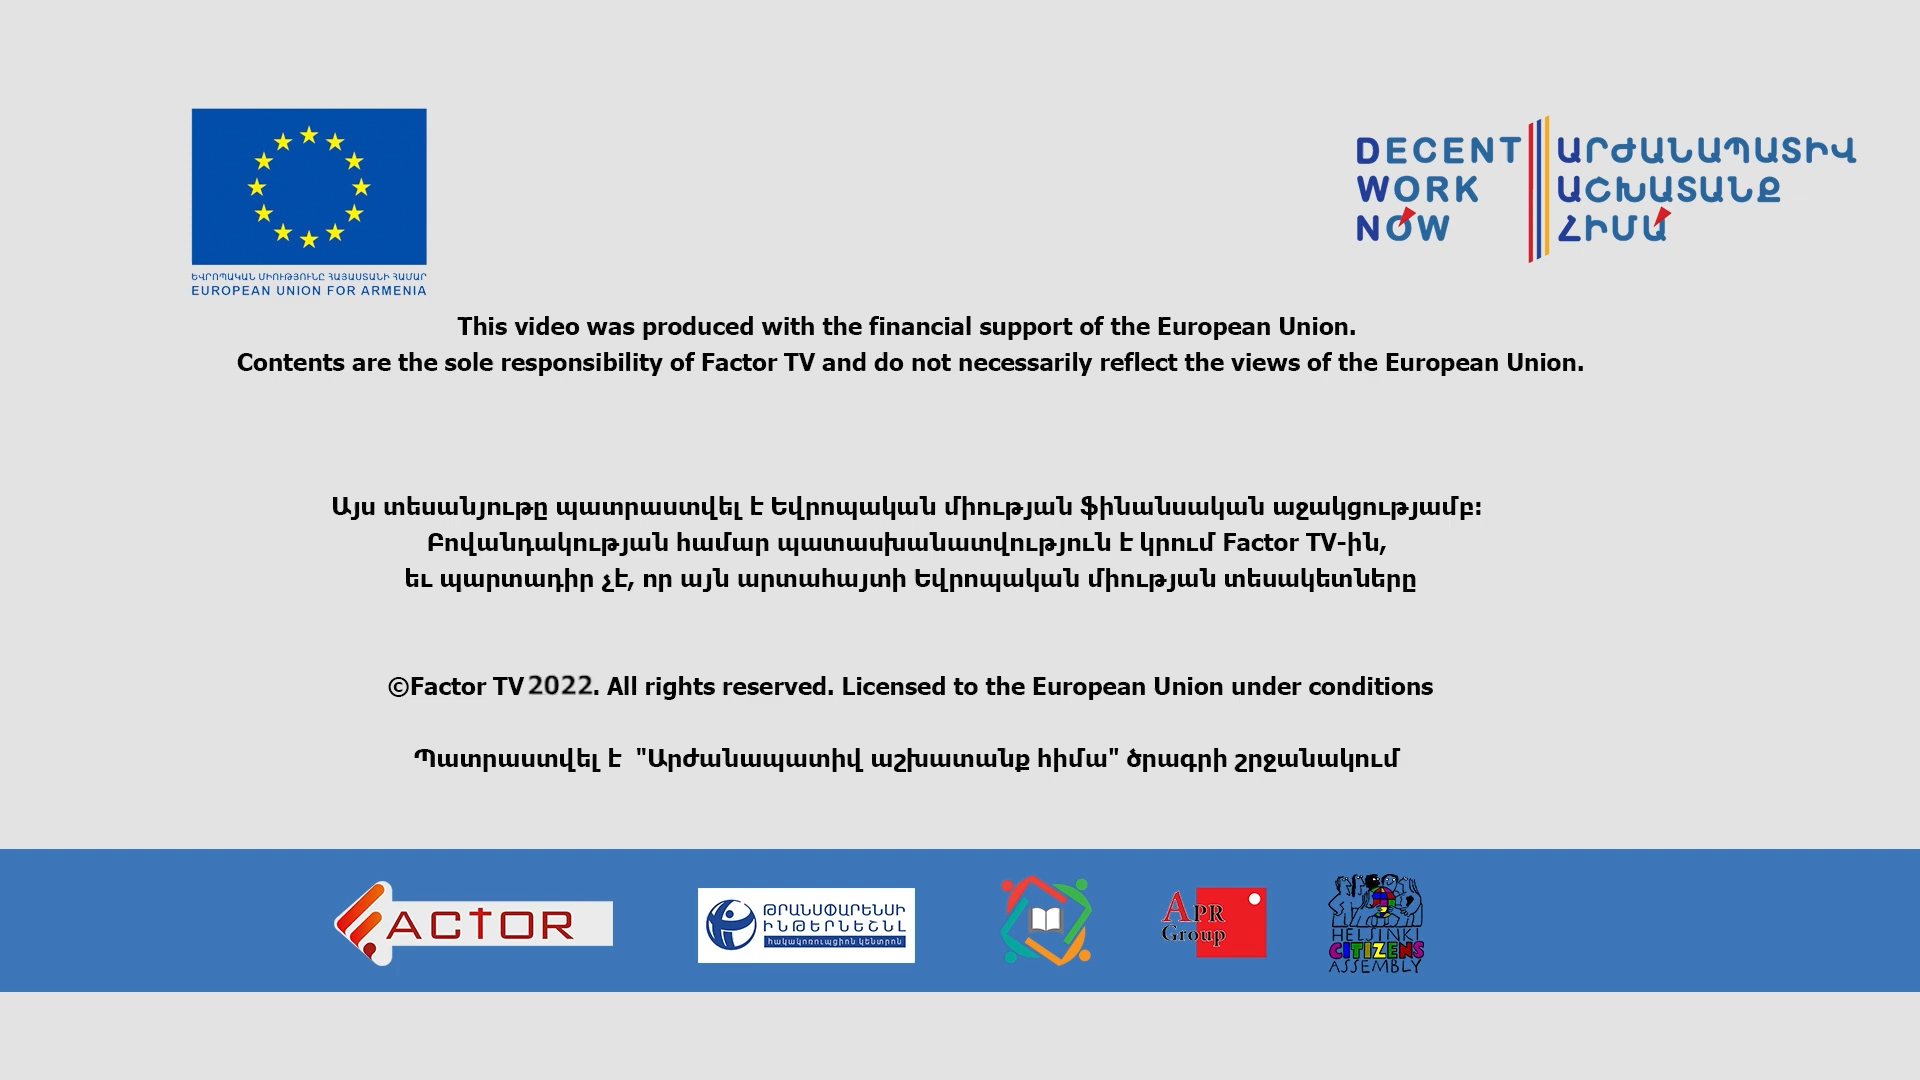 ԵՎՐՈՊԱԿԱՆ ՄԻՈՒԹՅՈՒՆԸ ՀԱՅԱՍՏԱՆԻ ՀԱՄԱՐ
EUROPEAN UNION FOR ARMENIA
DECENT
WORK
NOW
ԱՐԺԱՆԱՊԱՏԻՎ
ԱՇԽԱՏԱՆՔ
ՀԻՄԱ
This video was produced with the financial support of the European Union.
Contents are the sole responsibility of Factor TV and do not necessarily reflect the views of the European Union.
Այս տեսանյութը պատրաստվել է Եվրոպական միության ֆինանսական աջակցությամբ:
Բովանդակության համար պատասխանատվություն է կրում Factor TV-ին,
եւ պարտադիր չէ, որ այն արտահայտի Եվրոպական միության տեսակետները
©Factor TV 2022. All rights reserved. Licensed to the European Union under conditions
Պատրաստվել է "Արժանապատիվ աշխատանք հիմա" ծրագրի շրջանակում
FACTOR
ԹՐԱՆՍՓԱՐԵՆՍԻ
ԻՆԹԵՐՆԵՇՆԼ
հակակոռուպցիոն կենտրոն
APR
Group
HELSINKI
CITIZENS
ASSEMBLY